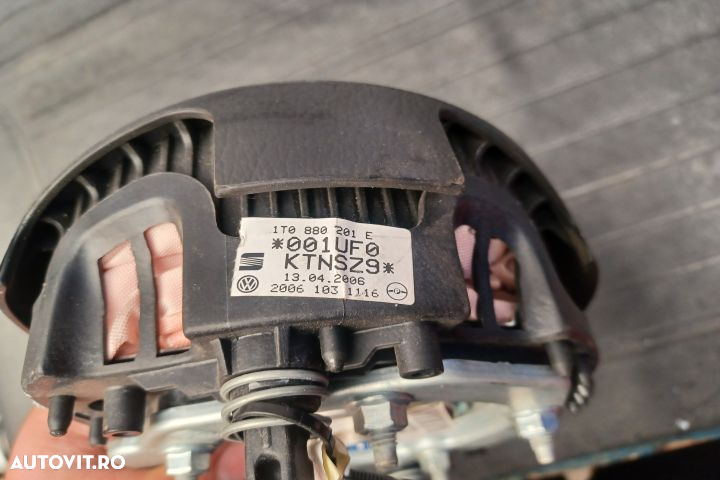 1T0 880 201 E
*001UF0
KTNSZ9*
13.04.2006
2006 103 1116
AUTOVIT.RO